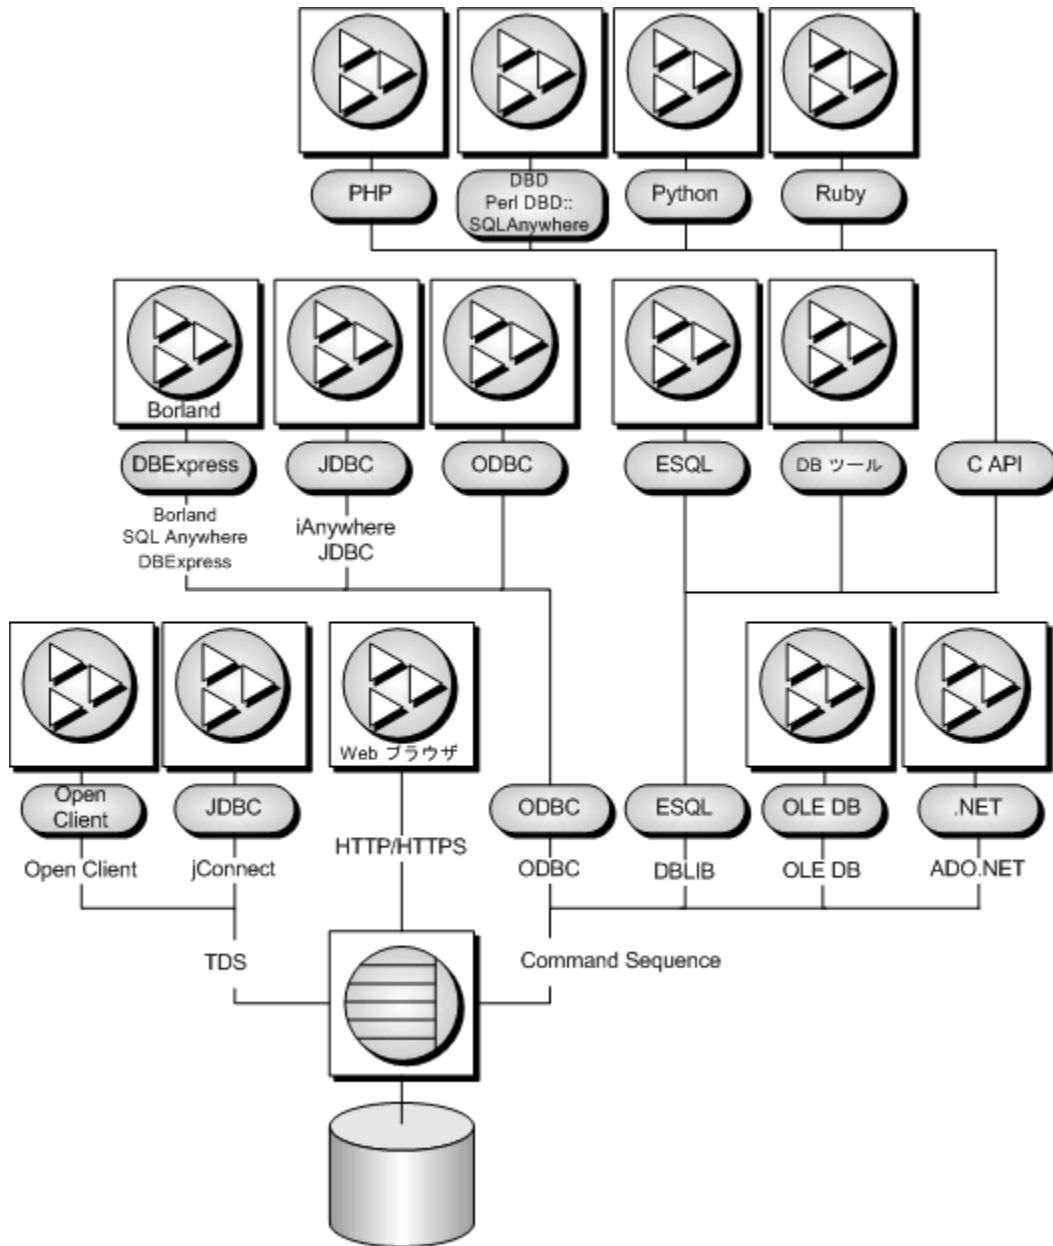 PHP
DBD
Perl DBD::
SQLAnywhere
Python
Ruby
Borland
DBExpress
JDBC
ODBC
ESQL
DB ツール
C API
Borland
SQL Anywhere
DBExpress
iAnywhere
JDBC
Web ブラウザ
Open
Client
JDBC
ODBC
ESQL
OLE DB
.NET
HTTP/HTTPS
Open Client
jConnect
ODBC
DBLIB
OLE DB
ADO.NET
TDS
Command Sequence